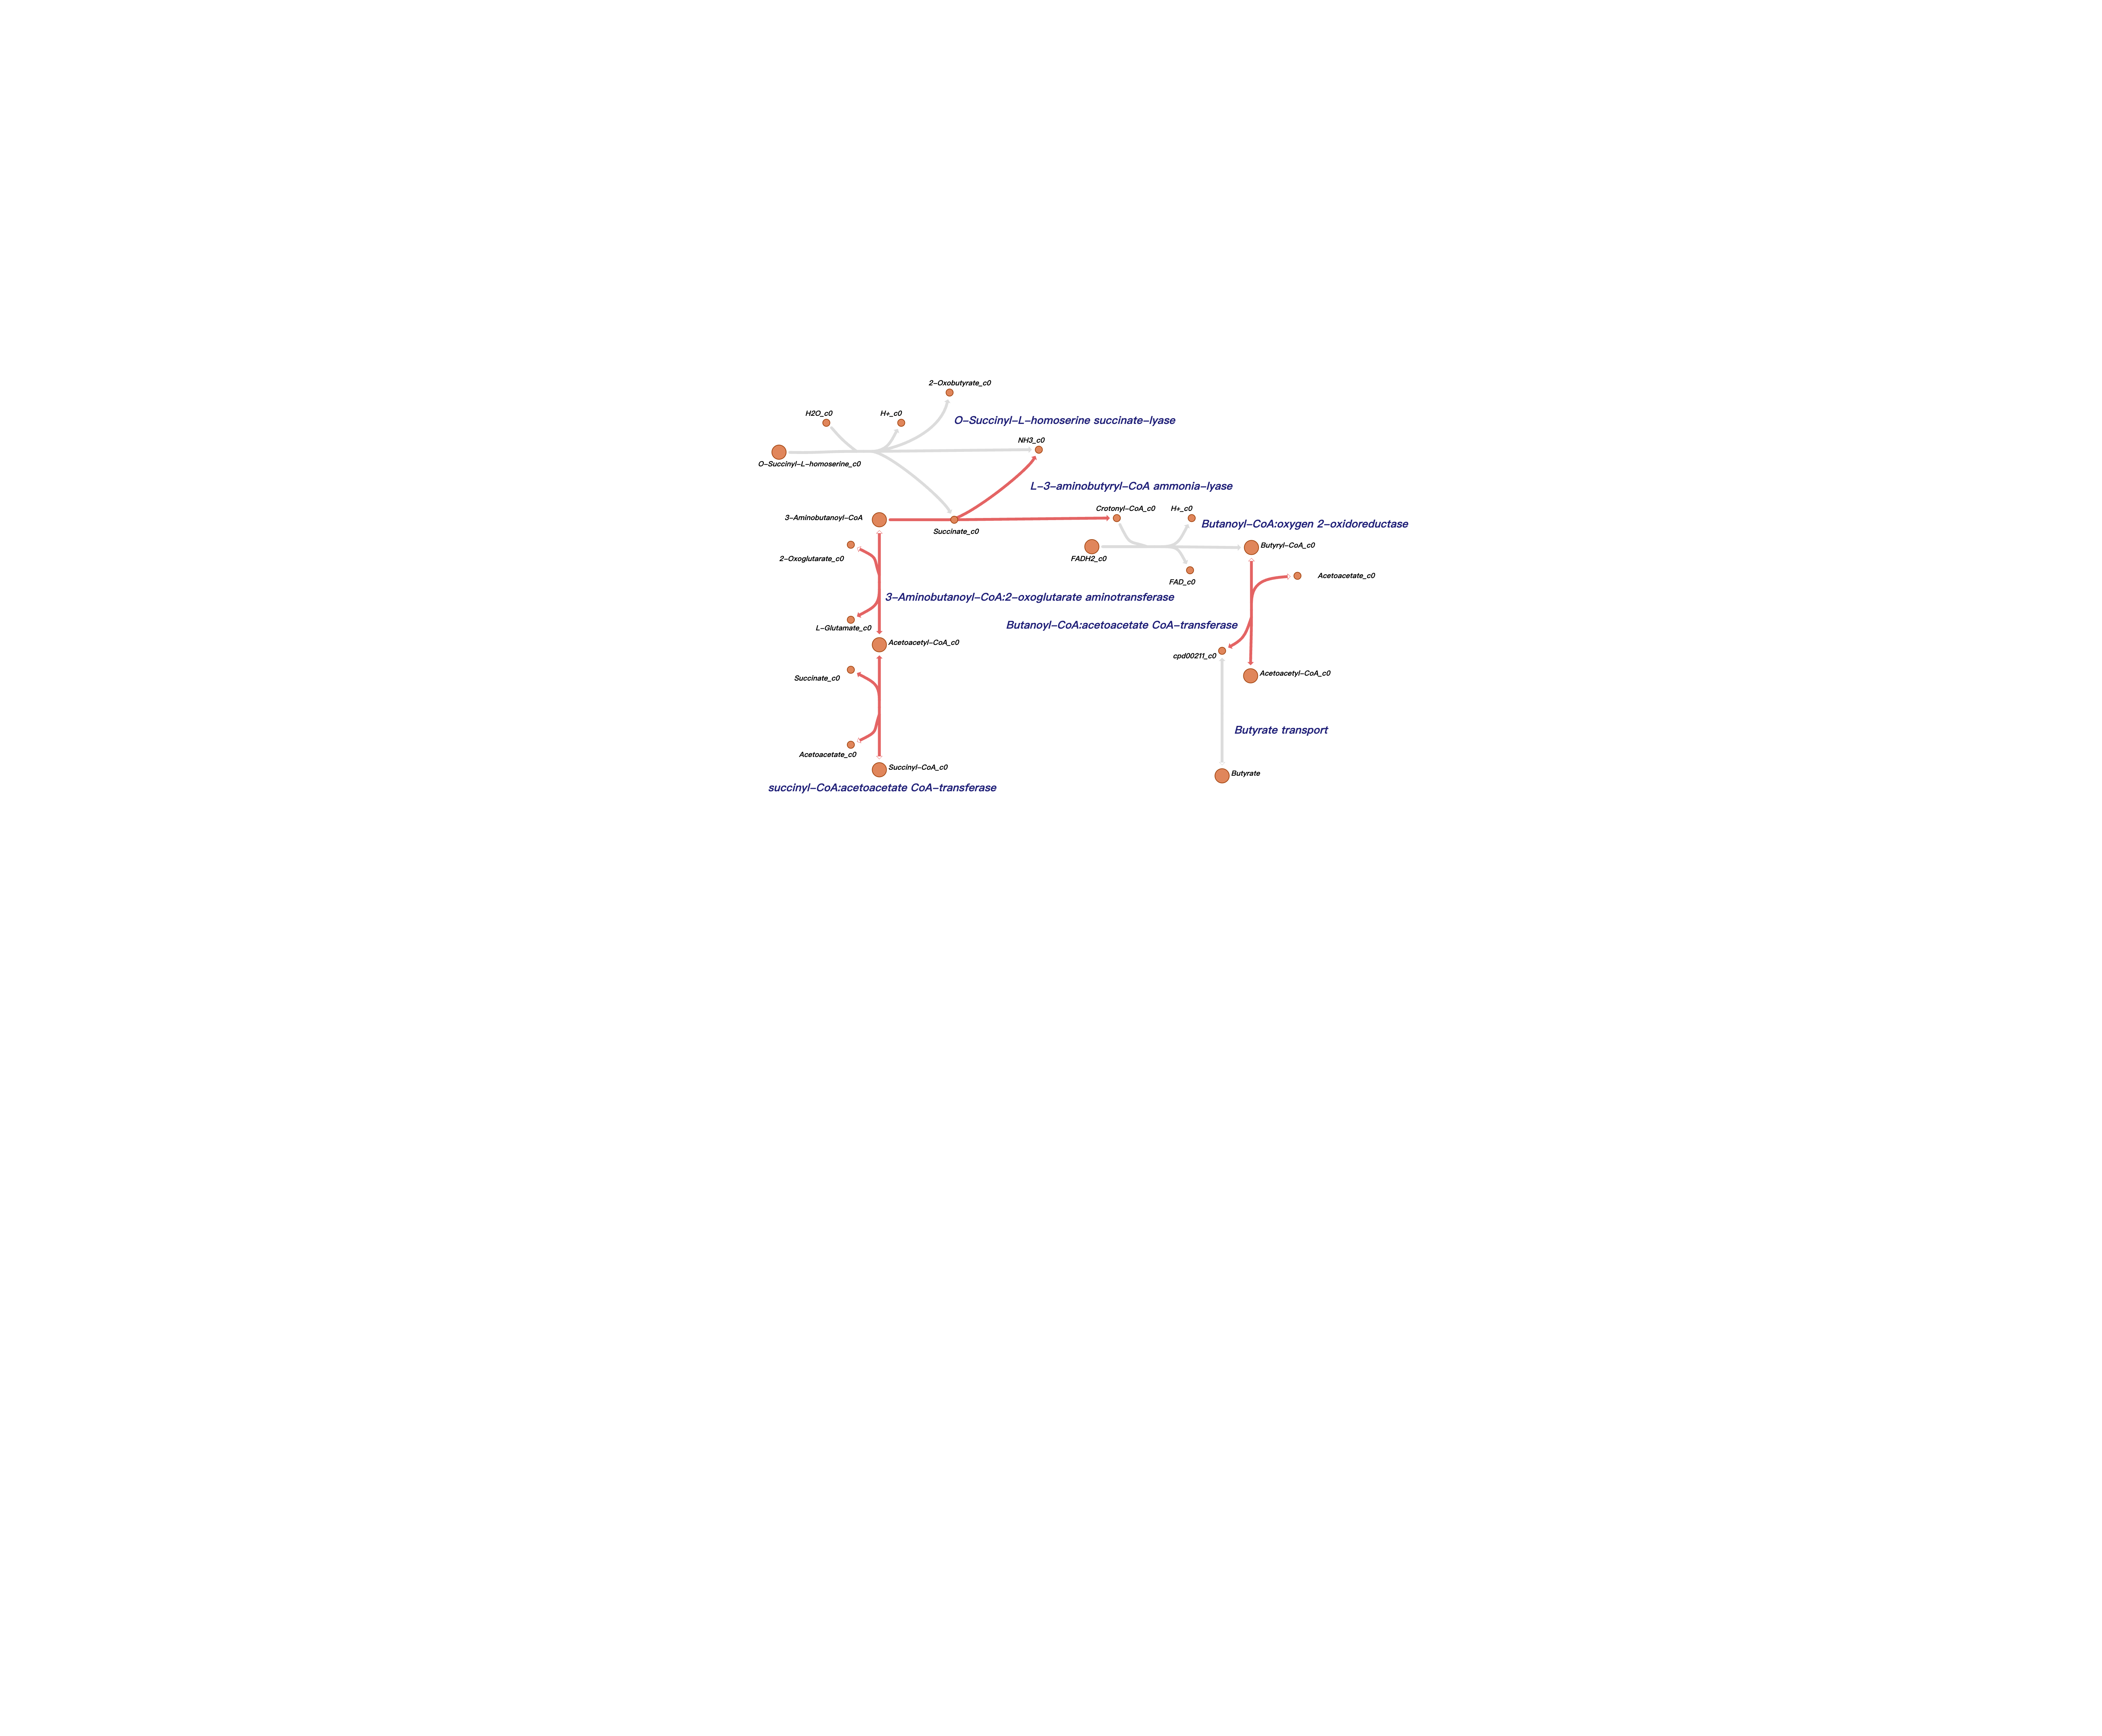 2-Oxobutyrate_c0
H2O_c0
H+_c0
O-Succinyl-L-homoserine succinate-lyase
NH3_c0
O-Succinyl-L-homoserine_c0
L-3-aminobutyryl-CoA ammonia-lyase
Crotonyl-CoA_c0
H+_c0
3-Aminobutanoyl-CoA
Butanoyl-CoA:oxygen 2-oxidoreductase
Succinate_c0
Butyryl-CoA_c0
2-Oxoglutarate_c0
FADH2_c0
Acetoacetate_c0
FAD_c0
3-Aminobutanoyl-CoA:2-oxoglutarate aminotransferase
L-Glutamate_c0
Butanoyl-CoA:acetoacetate CoA-transferase
Acetoacetyl-CoA_c0
cpd00211_c0
Succinate_c0
Acetoacetyl-CoA_c0
Butyrate transport
Acetoacetate_c0
Succinyl-CoA_c0
Butyrate
succinyl-CoA:acetoacetate CoA-transferase